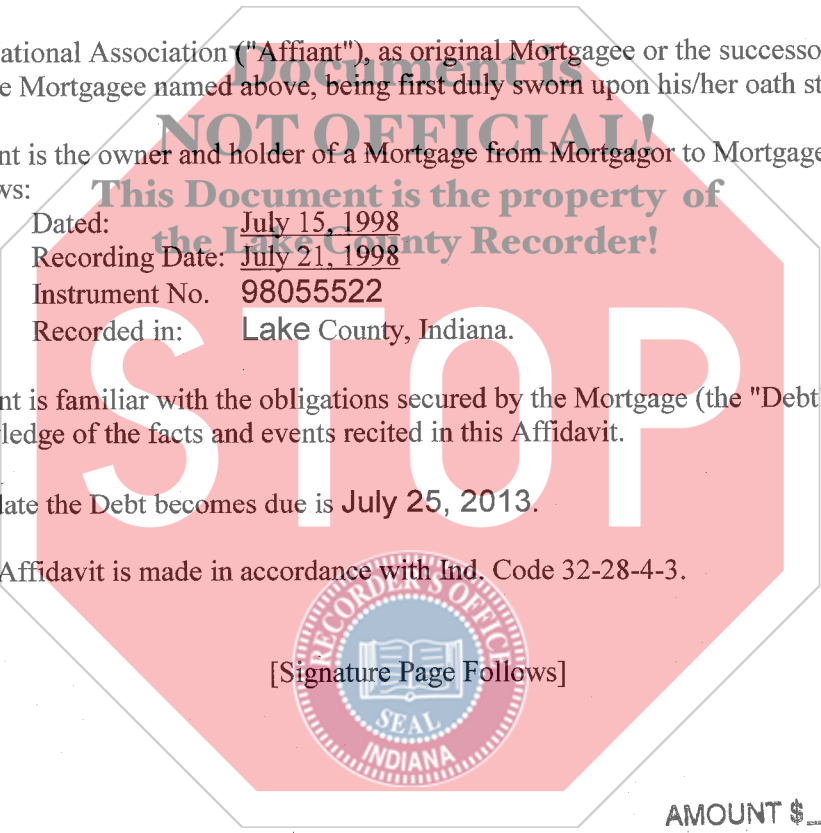 ational Association ("Affiant"), as original Mortgagee or the successo
e Mortgagee named above, being first duly sworn upon his/her oath st
Document is
NOT OFFICIAL!
This Document is the property of
the Lake County Recorder!
nt is the owner and holder of a Mortgage from Mortgagor to Mortgage
ws:
Dated: July 15, 1998
Recording Date: July 21, 1998
Instrument No. 98055522
Recorded in: Lake County, Indiana.
STOP
nt is familiar with the obligations secured by the Mortgage (the "Debt
ledge of the facts and events recited in this Affidavit.
late the Debt becomes due is July 25, 2013.
Affidavit is made in accordance with Ind. Code 32-28-4-3.
RECORDER'S OFFICE
[Signature Page Follows]
SEAL
INDIANA
AMOUNT $